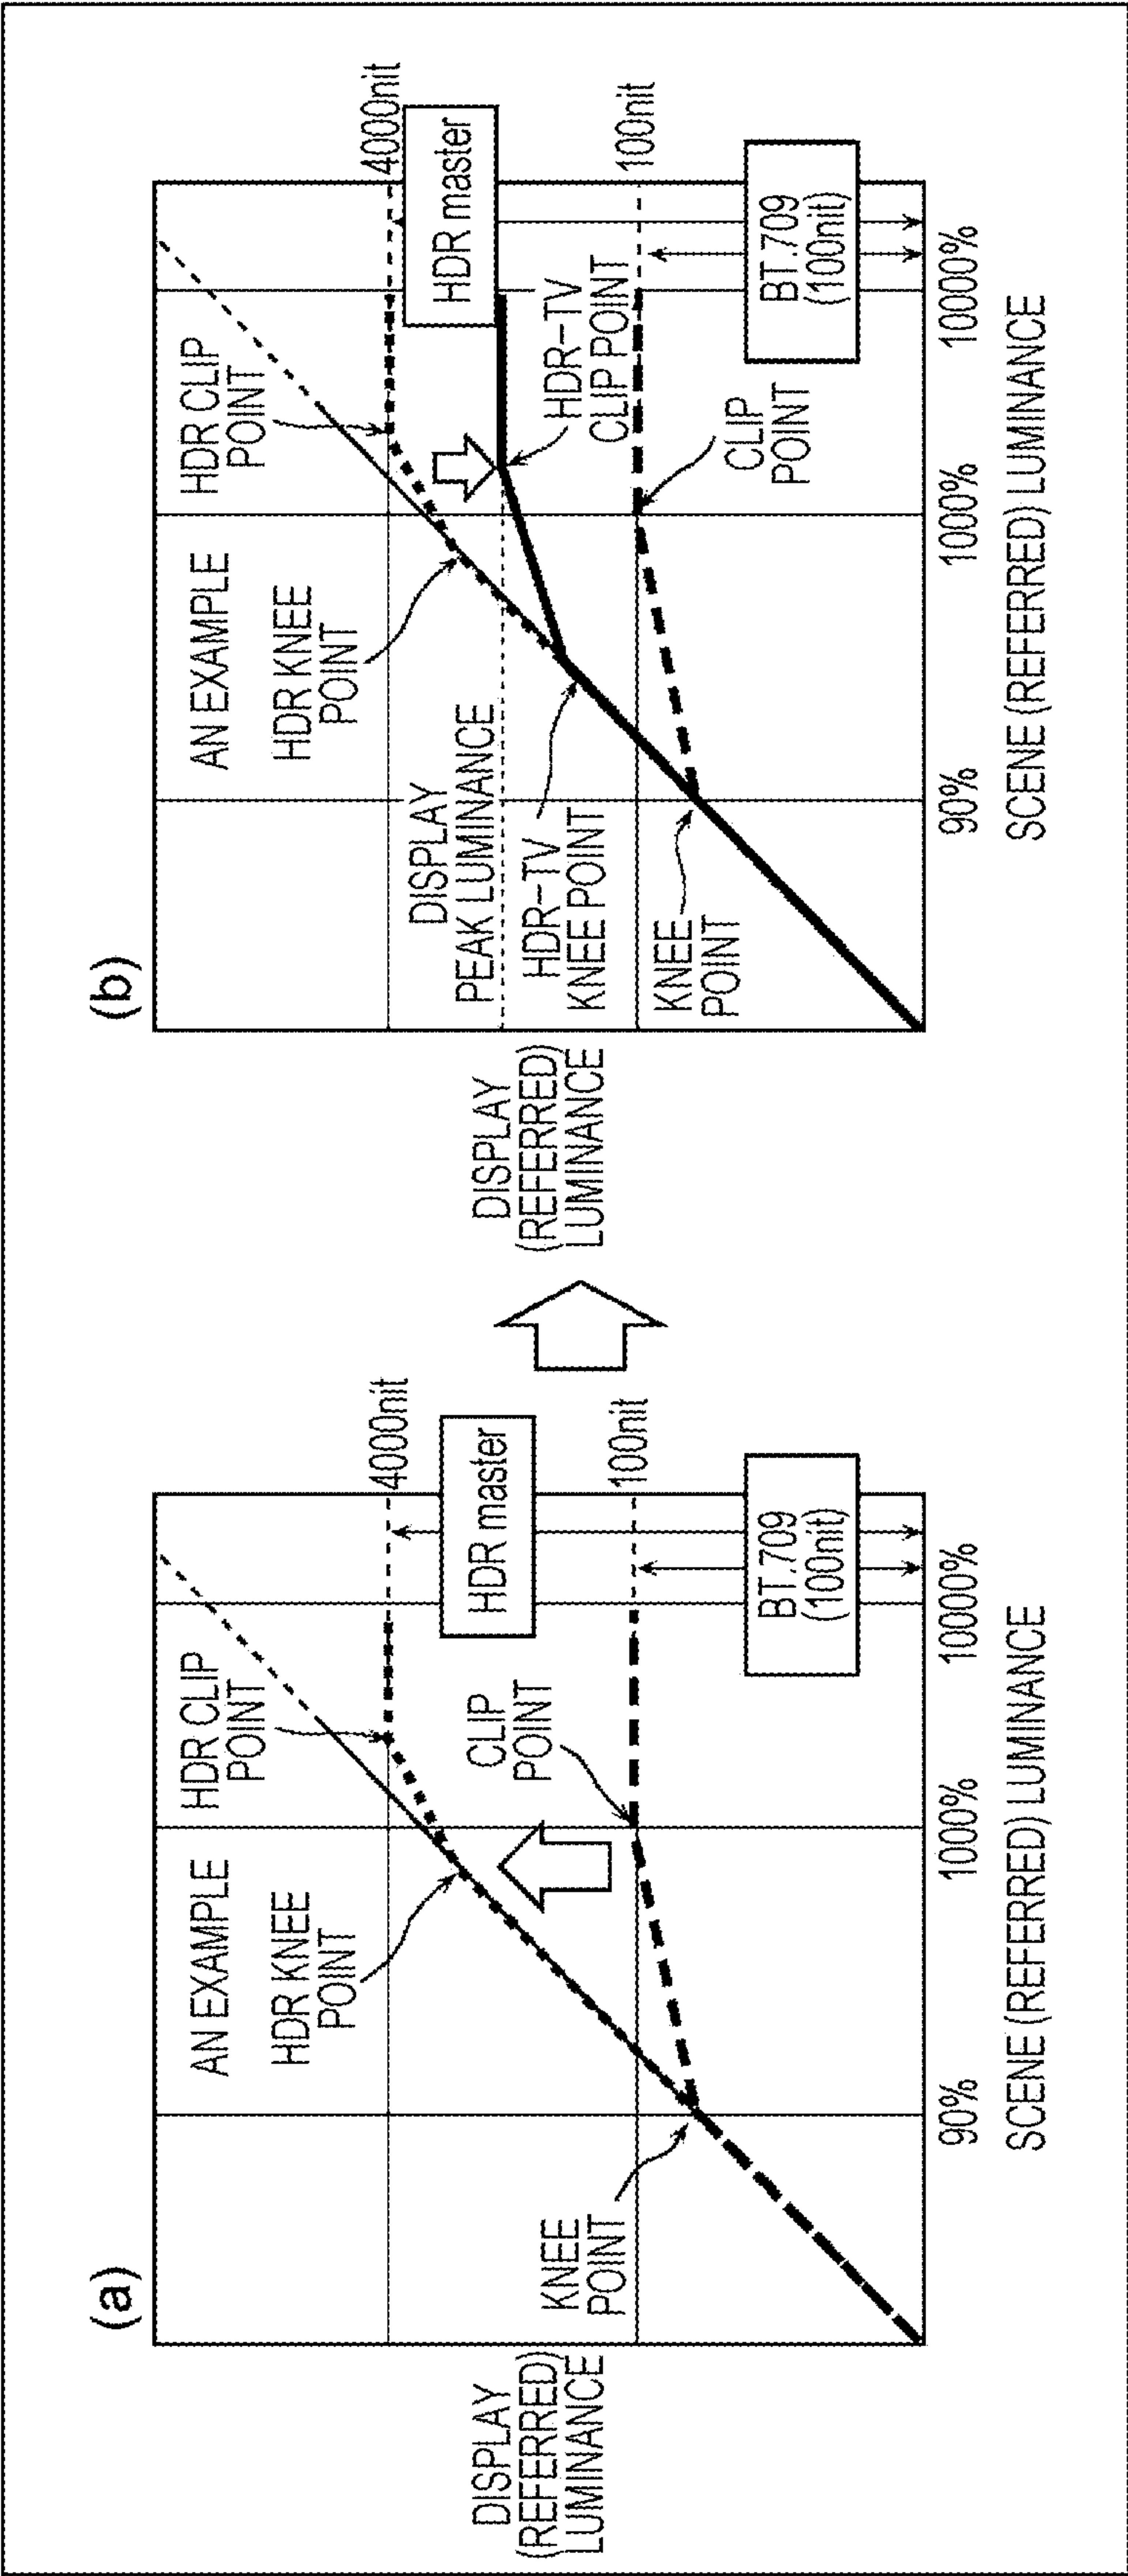 (a)
AN EXAMPLE
HDR CLIP
POINT
HDR KNEE
POINT
4000nit
HDR master
DISPLAY
(REFERRED)
LUMINANCE
CLIP
POINT
KNEE
POINT
100nit
BT.709
(100nit)
90%
1000%
10000%
SCENE (REFERRED) LUMINANCE
(b)
AN EXAMPLE
HDR CLIP
POINT
HDR KNEE
POINT
4000nit
HDR master
DISPLAY
PEAK LUMINANCE
DISPLAY
(REFERRED)
LUMINANCE
HDR-TV
KNEE POINT
HDR-TV
CLIP POINT
100nit
KNEE
POINT
CLIP
POINT
BT.709
(100nit)
90%
1000%
10000%
SCENE (REFERRED) LUMINANCE